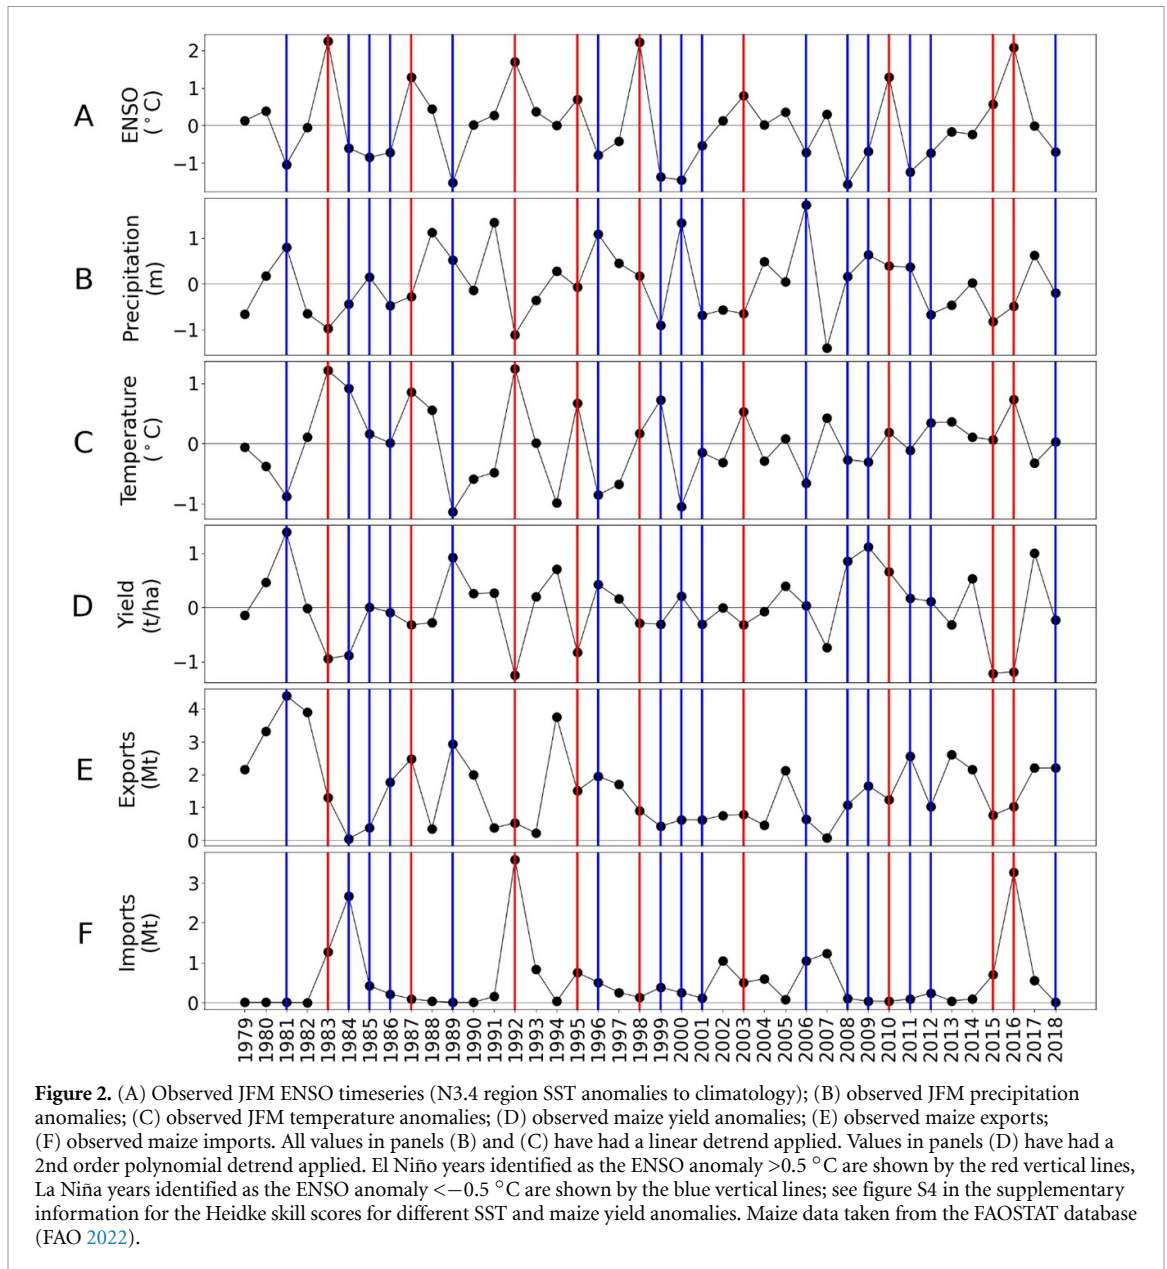 A
ENSO
(°C)
2
1
0
−1
B
Precipitation
(m)
1
0
−1
C
Temperature
(°C)
1
0
−1
D
Yield
(t/ha)
1
0
−1
E
Exports
(Mt)
4
3
2
1
0
F
Imports
(Mt)
3
2
1
0
1979
1980
1981
1982
1983
1984
1985
1986
1987
1988
1989
1990
1991
1992
1993
1994
1995
1996
1997
1998
1999
2000
2001
2002
2003
2004
2005
2006
2007
2008
2009
2010
2011
2012
2013
2014
2015
2016
2017
2018
Figure 2. (A) Observed JFM ENSO timeseries (N3.4 region SST anomalies to climatology); (B) observed JFM precipitation
anomalies; (C) observed JFM temperature anomalies; (D) observed maize yield anomalies; (E) observed maize exports;
(F) observed maize imports. All values in panels (B) and (C) have had a linear detrend applied. Values in panels (D) have had a
2nd order polynomial detrend applied. El Niño years identified as the ENSO anomaly >0.5 °C are shown by the red vertical lines,
La Niña years identified as the ENSO anomaly <−0.5 °C are shown by the blue vertical lines; see figure S4 in the supplementary
information for the Heidke skill scores for different SST and maize yield anomalies. Maize data taken from the FAOSTAT database
(FAO 2022).